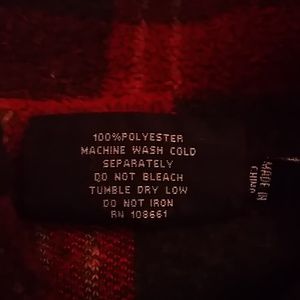 100%POLYESTER
MACHINE WASH COLD
SEPARATELY
DO NOT BLEACH
TUMBLE DRY LOW
DO NOT IRON
RN 108661
MADE IN
CHINA